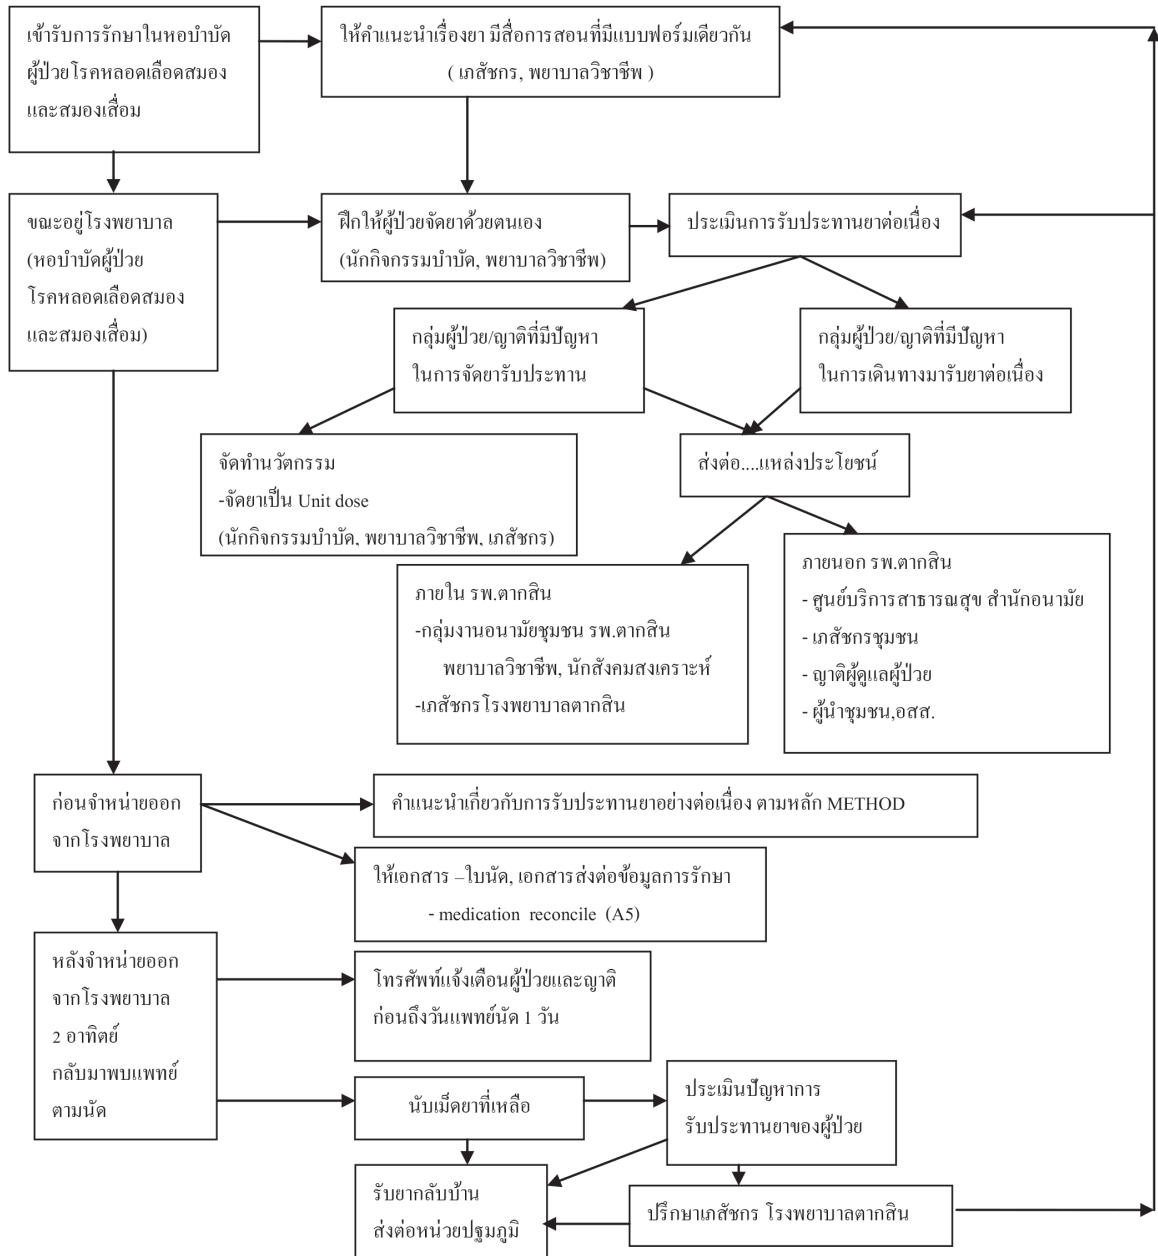 เข้ารับการรักษาในหอบำบัด
ผู้ป่วยโรคหลอดเลือดสมอง
และสมองเสื่อม
ให้คำแนะนำเรื่องยา มีสื่อการสอนที่มีแบบฟอร์มเดียวกัน
( เภสัชกร, พยาบาลวิชาชีพ )
ขณะอยู่โรงพยาบาล
(หอบำบัดผู้ป่วย
โรคหลอดเลือดสมอง
และสมองเสื่อม)
ฝึกให้ผู้ป่วยจัดยาด้วยตนเอง
(นักกิจกรรมบำบัด, พยาบาลวิชาชีพ)
ประเมินการรับประทานยาต่อเนื่อง
กลุ่มผู้ป่วย/ญาติที่มีปัญหา
ในการจัดยารับประทาน
กลุ่มผู้ป่วย/ญาติที่มีปัญหา
ในการเดินทางมารับยาต่อเนื่อง
จัดทำนวัตกรรม
-จัดยาเป็น Unit dose
(นักกิจกรรมบำบัด, พยาบาลวิชาชีพ, เภสัชกร)
ส่งต่อ....แหล่งประโยชน์
ภายใน รพ.ตากสิน
-กลุ่มงานอนามัยชุมชน รพ.ตากสิน
พยาบาลวิชาชีพ, นักสังคมสงเคราะห์
-เภสัชกรโรงพยาบาลตากสิน
ภายนอก รพ.ตากสิน
- ศูนย์บริการสาธารณสุข สำนักอนามัย
- เภสัชกรชุมชน
- ญาติผู้ดูแลผู้ป่วย
- ผู้นำชุมชน,อสส.
ก่อนจำหน่ายออก
จากโรงพยาบาล
คำแนะนำเกี่ยวกับการรับประทานยาอย่างต่อเนื่อง ตามหลัก METHOD
ให้เอกสาร –ใบนัด, เอกสารส่งต่อข้อมูลการรักษา
- medication reconcile (A5)
หลังจำหน่ายออก
จากโรงพยาบาล
2 อาทิตย์
กลับมาพบแพทย์
ตามนัด
โทรศัพท์แจ้งเตือนผู้ป่วยและญาติ
ก่อนถึงวันแพทย์นัด 1 วัน
นับเม็ดยาที่เหลือ
ประเมินปัญหาการ
รับประทานยาของผู้ป่วย
รับยากลับบ้าน
ส่งต่อหน่วยปฐมภูมิ
ปรึกษาเภสัชกร โรงพยาบาลตากสิน